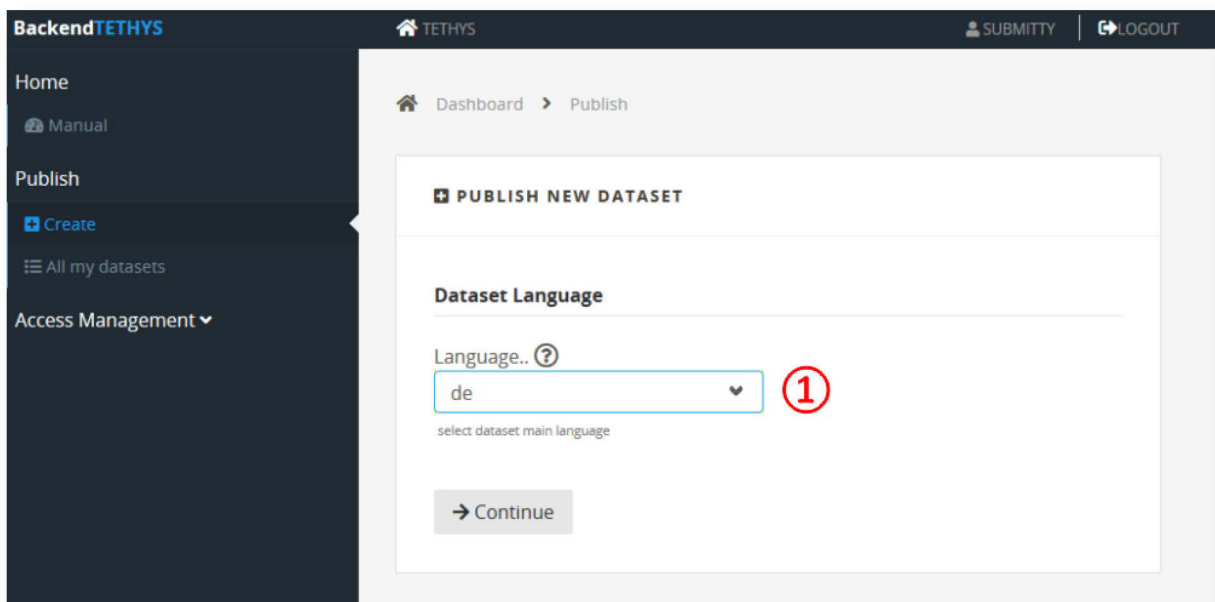 BackendTETHYS
TETHYS
SUBMITTY
LOGOUT
Home
Manual
Publish
Create
All my datasets
Access Management
Dashboard > Publish
PUBLISH NEW DATASET
Dataset Language
Language.. ?
de
①
select dataset main language
→ Continue